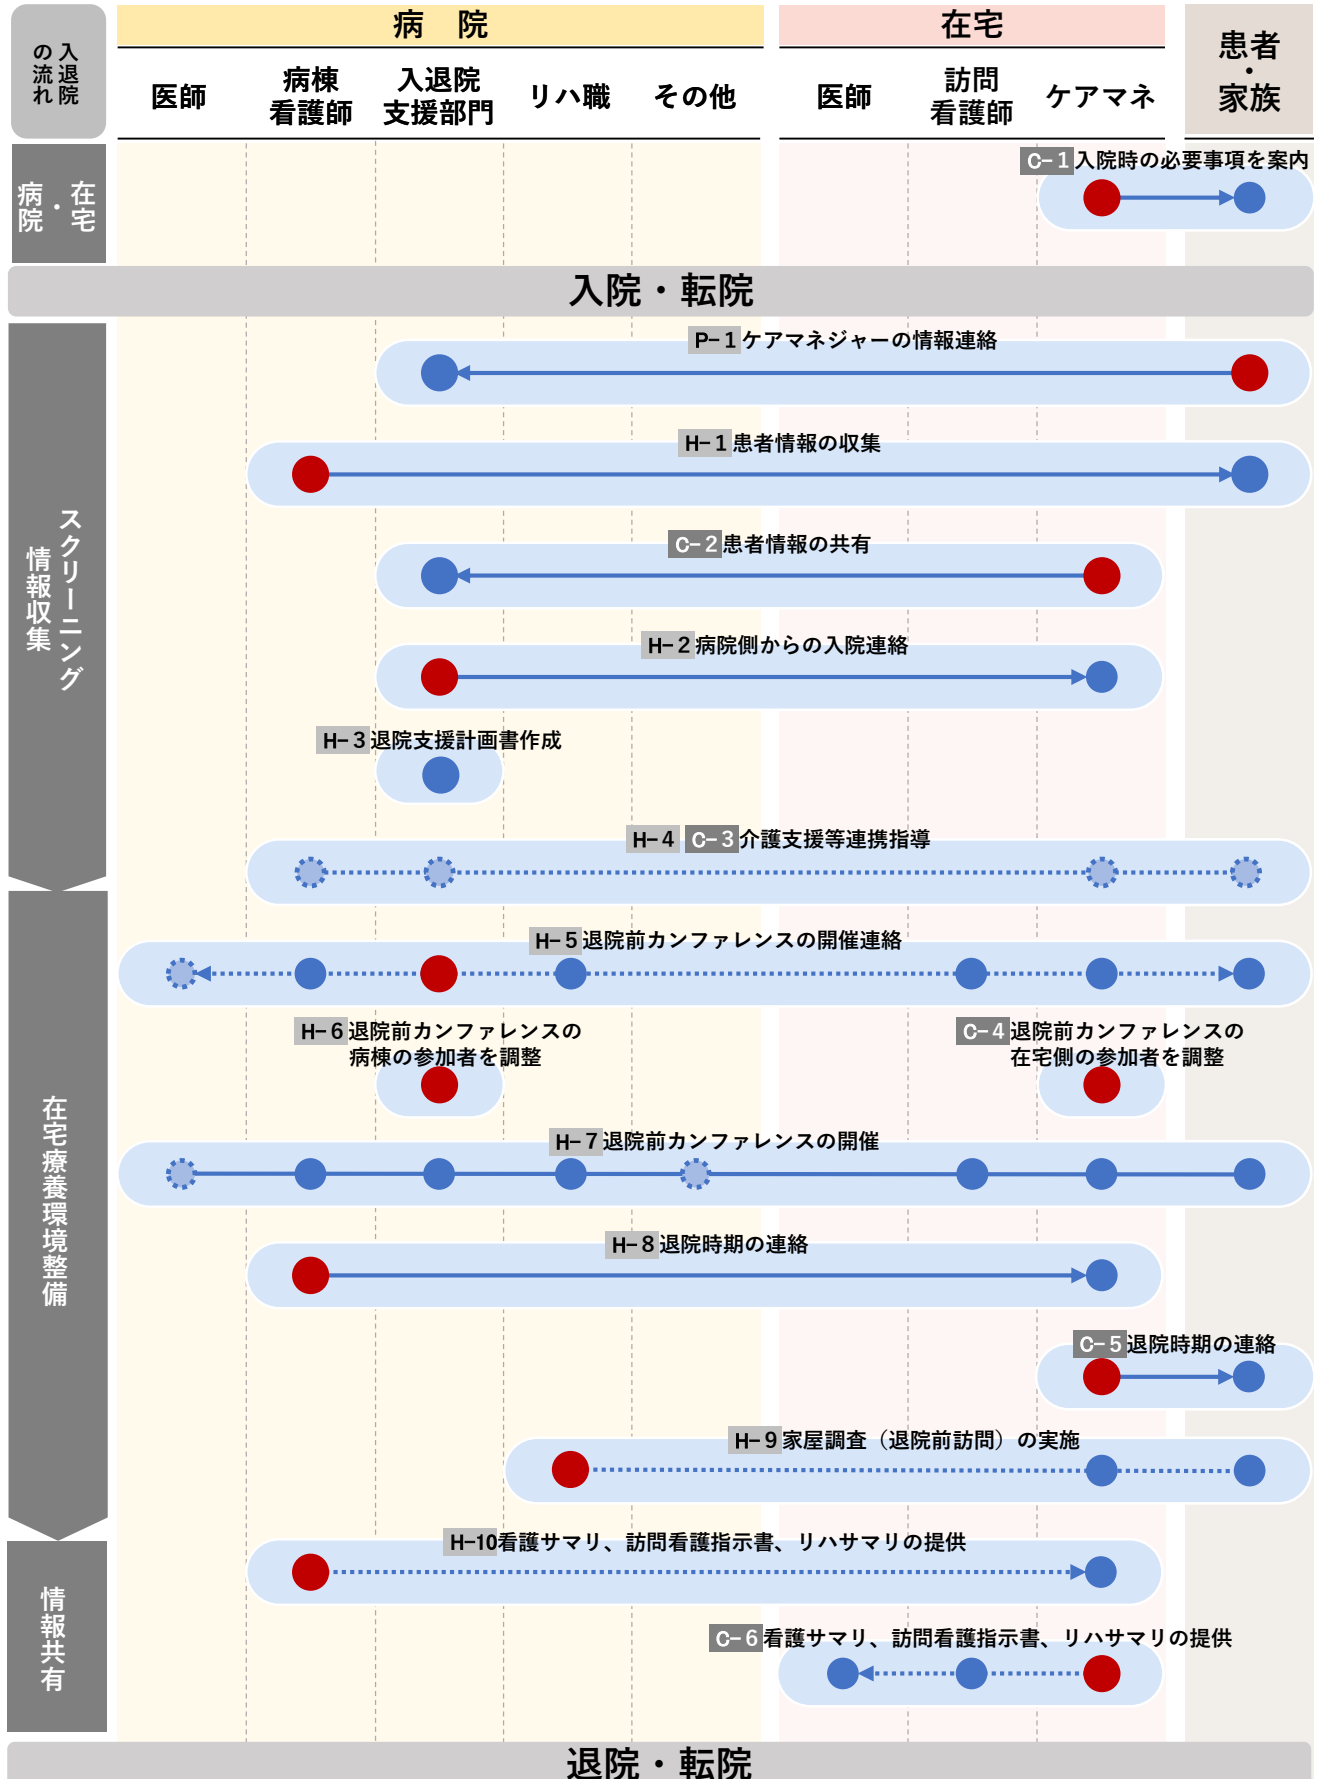 入退院
の流れ
病　院
在宅
患者
・
家族
医師
病棟
看護師
入退院
支援部門
リハ職
その他
医師
訪問
看護師
ケアマネ
在宅
・
病院
C-1 入院時の必要事項を案内
入院・転院
スクリーニング
情報収集
P-1 ケアマネジャーの情報連絡
H-1 患者情報の収集
C-2 患者情報の共有
H-2 病院側からの入院連絡
H-3 退院支援計画書作成
H-4 C-3 介護支援等連携指導
在宅療養環境整備
H-5 退院前カンファレンスの開催連絡
H-6 退院前カンファレンスの
病棟の参加者を調整
C-4 退院前カンファレンスの
在宅側の参加者を調整
H-7 退院前カンファレンスの開催
H-8 退院時期の連絡
C-5 退院時期の連絡
H-9 家屋調査（退院前訪問）の実施
情報共有
H-10 看護サマリ、訪問看護指示書、リハサマリの提供
C-6 看護サマリ、訪問看護指示書、リハサマリの提供
退院・転院